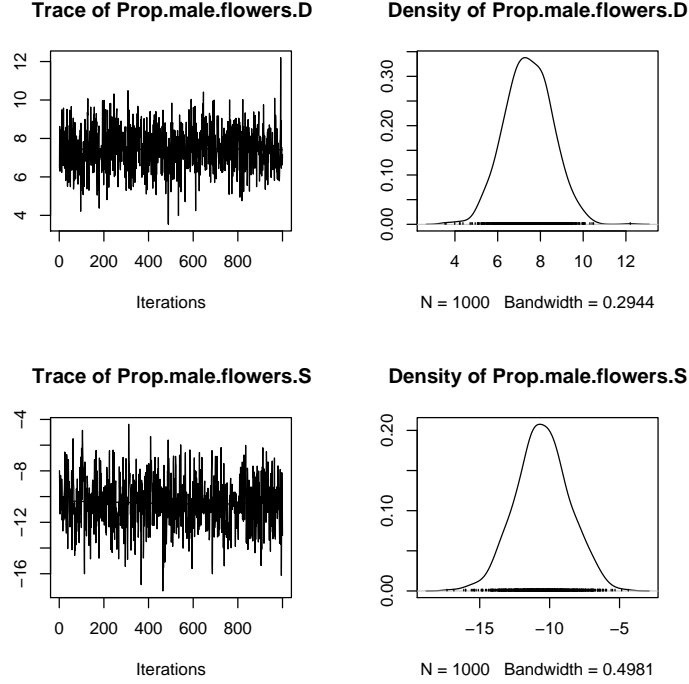 Trace of Prop.male.flowers.D
4 6 8 10 12
0 200 400 600 800
Iterations
Density of Prop.male.flowers.D
0.00 0.10 0.20 0.30
4 6 8 10 12
N = 1000 Bandwidth = 0.2944
Trace of Prop.male.flowers.S
−16 −12 −8 −4
0 200 400 600 800
Iterations
Density of Prop.male.flowers.S
0.00 0.10 0.20
−15 −10 −5
N = 1000 Bandwidth = 0.4981